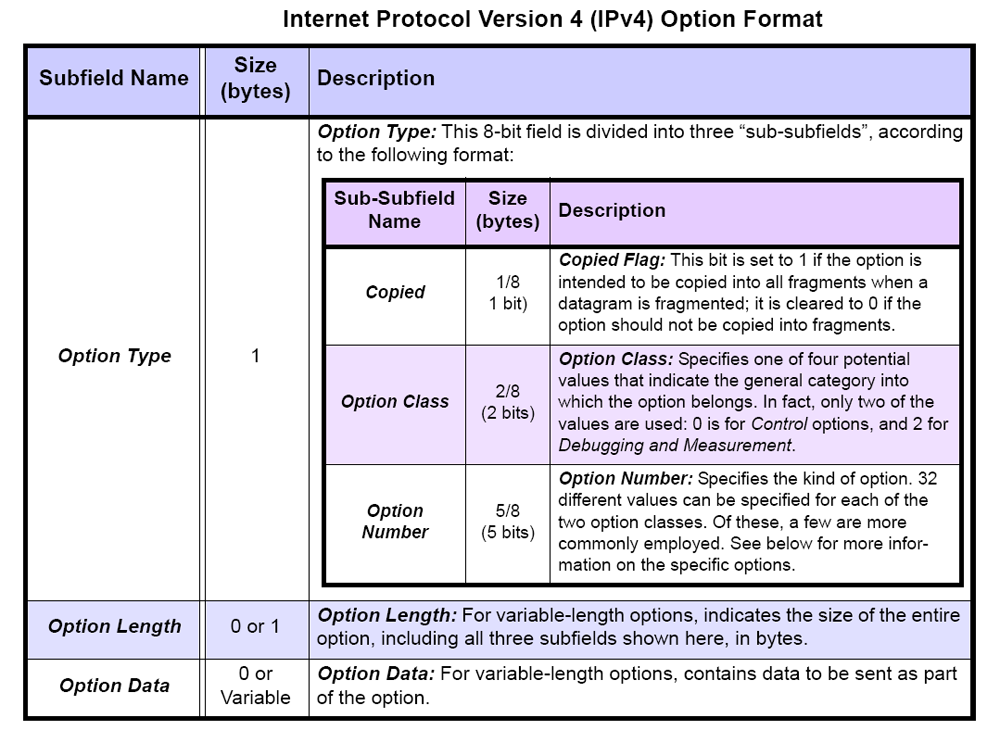 Internet Protocol Version 4 (IPv4) Option Format
Subfield Name
Size
(bytes)
Description
Option Type
1
Option Type: This 8-bit field is divided into three “sub-subfields”, according
to the following format:
Sub-Subfield
Name
Size
(bytes)
Description
Copied
1/8
1 bit)
Copied Flag: This bit is set to 1 if the option is
intended to be copied into all fragments when a
datagram is fragmented; it is cleared to 0 if the
option should not be copied into fragments.
Option Class
2/8
(2 bits)
Option Class: Specifies one of four potential
values that indicate the general category into
which the option belongs. In fact, only two of the
values are used: 0 is for Control options, and 2 for
Debugging and Measurement.
Option
Number
5/8
(5 bits)
Option Number: Specifies the kind of option. 32
different values can be specified for each of the
two option classes. Of these, a few are more
commonly employed. See below for more infor-
mation on the specific options.
Option Length
0 or 1
Option Length: For variable-length options, indicates the size of the entire
option, including all three subfields shown here, in bytes.
Option Data
0 or
Variable
Option Data: For variable-length options, contains data to be sent as part
of the option.